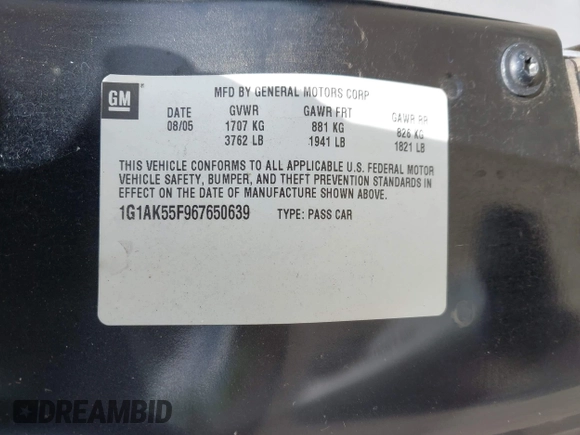 GM
MFD BY GENERAL MOTORS CORP
DATE GVWR GAWR FRT GAWR RR
08/05 1707 KG 881 KG 826 KG
3762 LB 1941 LB 1821 LB
THIS VEHICLE CONFORMS TO ALL APPLICABLE U.S. FEDERAL MOTOR
VEHICLE SAFETY, BUMPER, AND THEFT PREVENTION STANDARDS IN
EFFECT ON THE DATE OF MANUFACTURE SHOWN ABOVE.
1G1AK55F967650639 TYPE: PASS CAR
DREAMBID